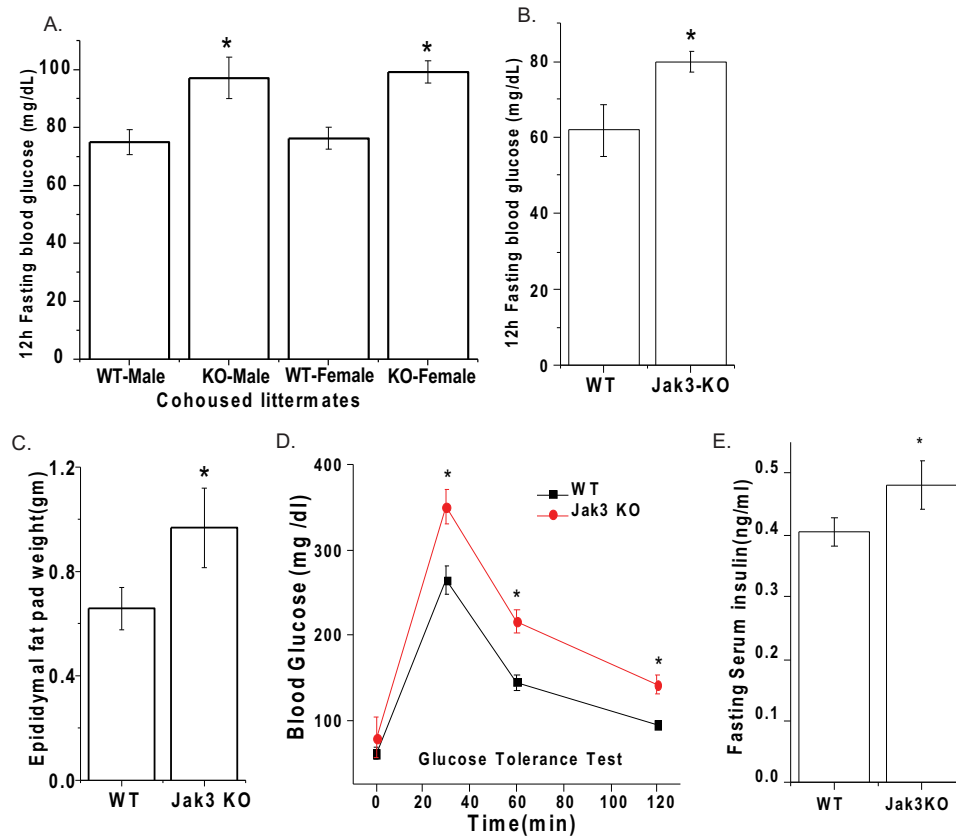 A.
12h Fasting blood glucose (mg/dL)
100
80
60
40
20
0
*
*
WT-Male KO-Male WT-Female KO-Female
Cohoused littermates
B.
12h Fasting blood glucose (mg/dL)
80
60
40
20
0
*
WT Jak3-KO
C.
Epididymal fat pad weight(gm)
1.2
0.9
0.6
0.3
0.0
*
WT Jak3 KO
D.
Blood Glucose (mg /dl)
400
300
200
100
*
*
*
WT
Jak3 KO
Glucose Tolerance Test
0 20 40 60 80 100 120
Time(min)
E.
Fasting Serum insulin(ng/ml)
0.5
0.4
0.3
0.2
0.1
0.0
*
WT Jak3KO